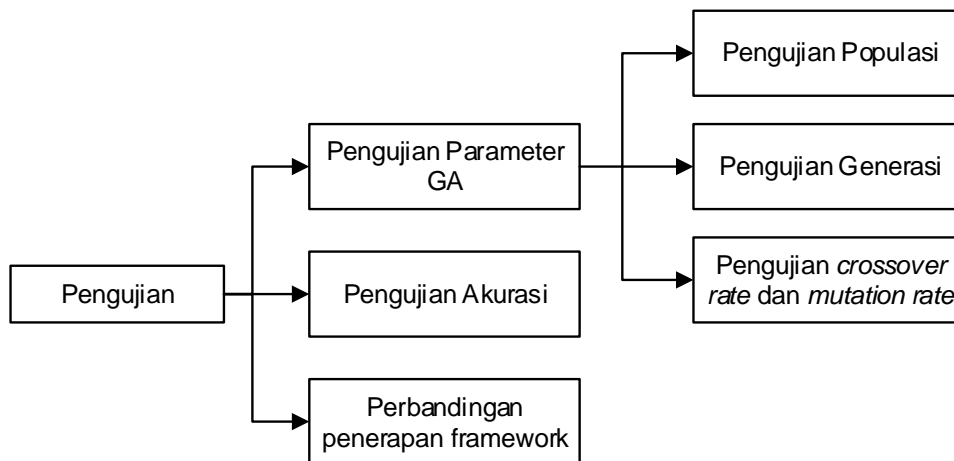 Pengujian
Pengujian Parameter
GA
Pengujian Akurasi
Perbandingan
penerapan framework
Pengujian Populasi
Pengujian Generasi
Pengujian crossover
rate dan mutation rate